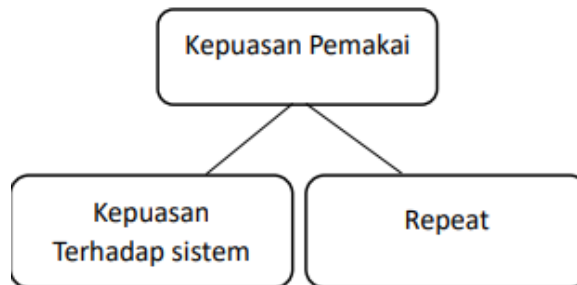 Kepuasan Pemakai
Kepuasan
Terhadap sistem
Repeat